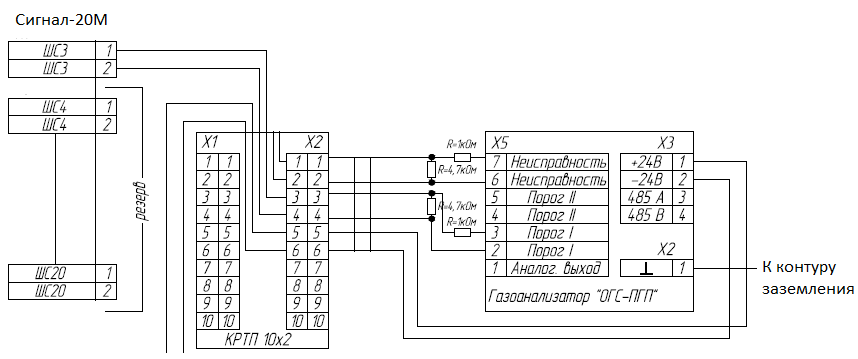 Сигнал-20М
ШС3 1
ШС3 2
ШС4 1
ШС4 2
резерв
ШС20 1
ШС20 2
X1 X2
1 1 1 1
2 2 2 2
3 3 3 3
4 4 4 4
5 5 5 5
6 6 6 6
7 7 7 7
8 8 8 8
9 9 9 9
10 10 10 10
КРТП 10х2
R=1кОм
R=4,7кОм
R=4,7кОм
R=1кОм
X5 X3
7 Неисправность +24В 1
6 Неисправность –24В 2
5 Порог II 485 А 3
4 Порог II 485 В 4
3 Порог I
2 Порог I X2
1 Аналог. выход 1
Газоанализатор "ОГС-ПГП"
К контуру
заземления